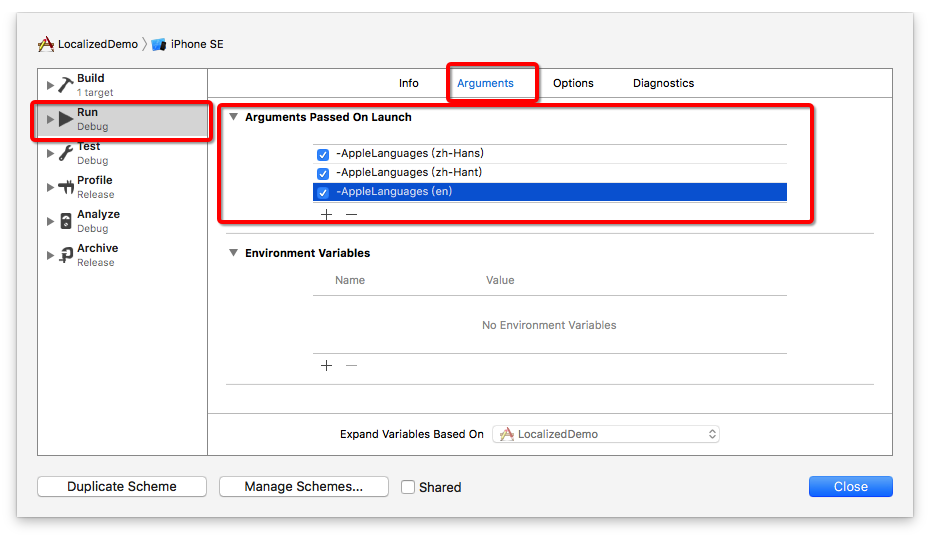 LocalizedDemo iPhone SE
Build
1 target
Run
Debug
Test
Debug
Profile
Release
Analyze
Debug
Archive
Release
Info Arguments Options Diagnostics
Arguments Passed On Launch
-AppleLanguages (zh-Hans)
-AppleLanguages (zh-Hant)
-AppleLanguages (en)
Environment Variables
Name Value
No Environment Variables
Expand Variables Based On LocalizedDemo
Duplicate Scheme Manage Schemes... Shared Close